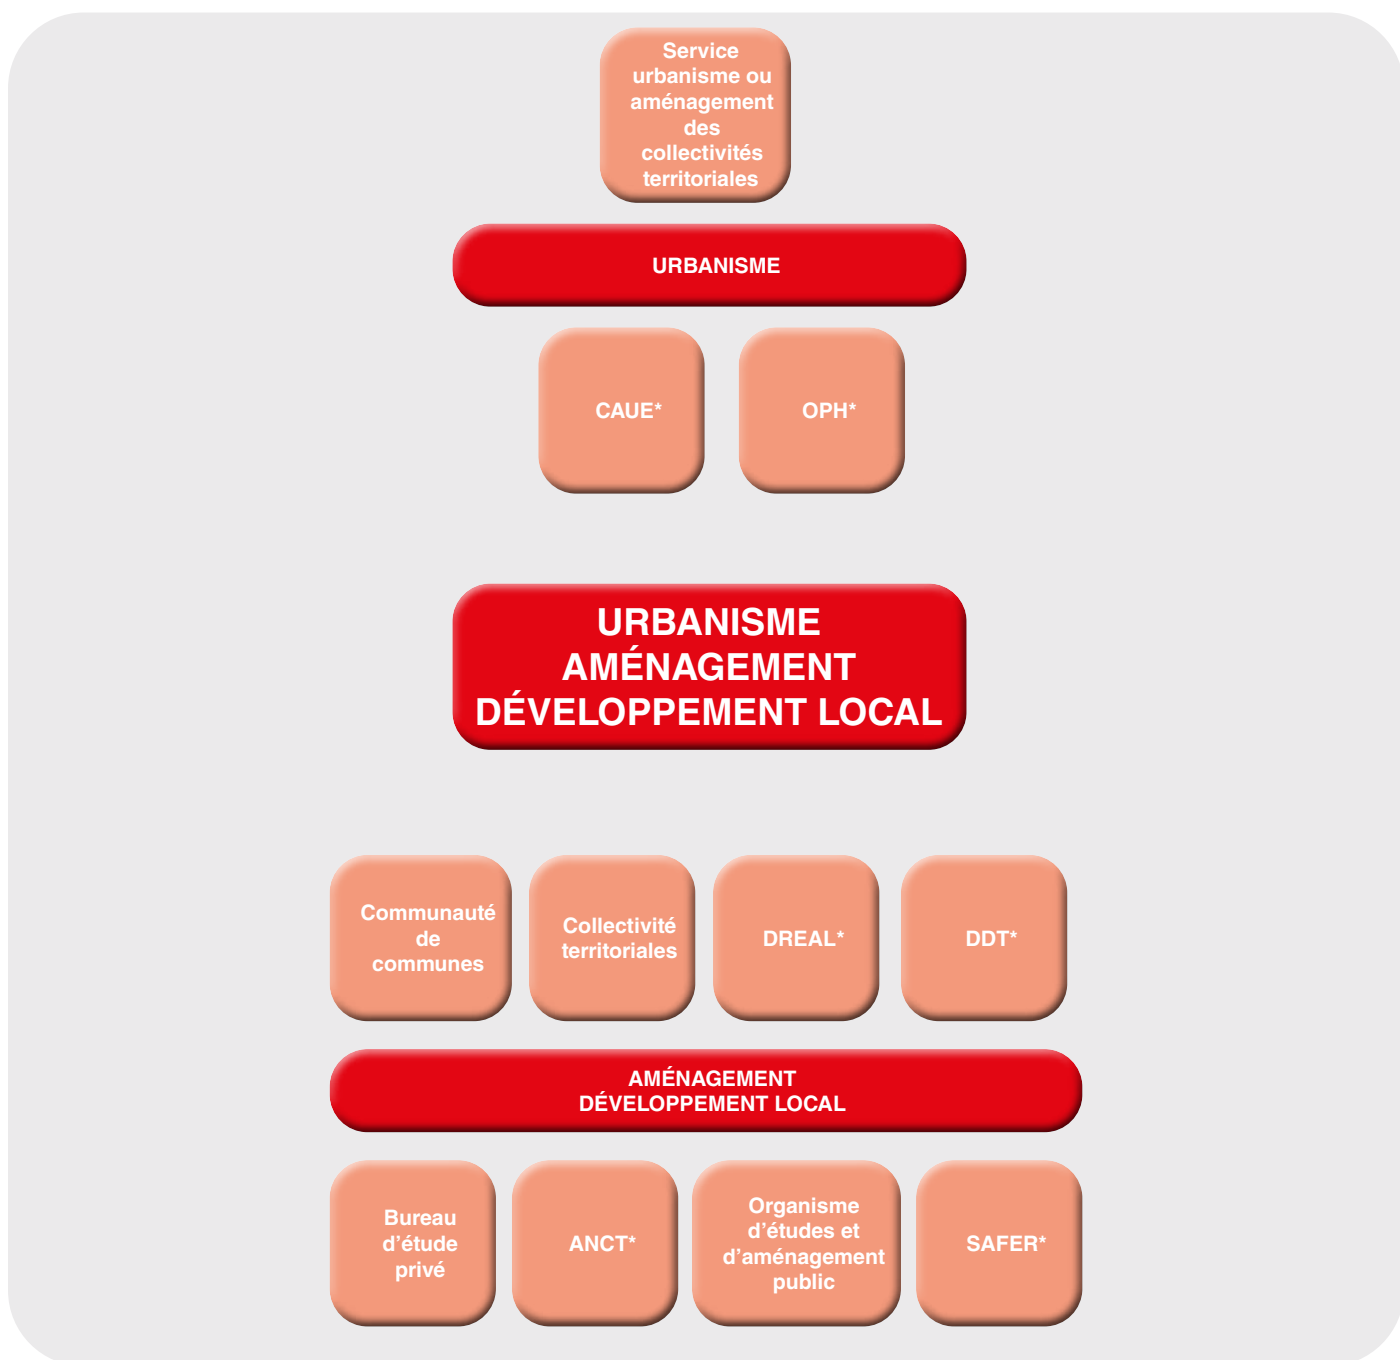 Service
urbanisme ou
aménagement
des
collectivités
territoriales
URBANISME
CAUE*
OPH*
URBANISME
AMÉNAGEMENT
DÉVELOPPEMENT LOCAL
Communauté
de
communes
Collectivité
territoriales
DREAL*
DDT*
AMÉNAGEMENT
DÉVELOPPEMENT LOCAL
Bureau
d'étude
privé
ANCT*
Organisme
d'études et
d'aménagement
public
SAFER*